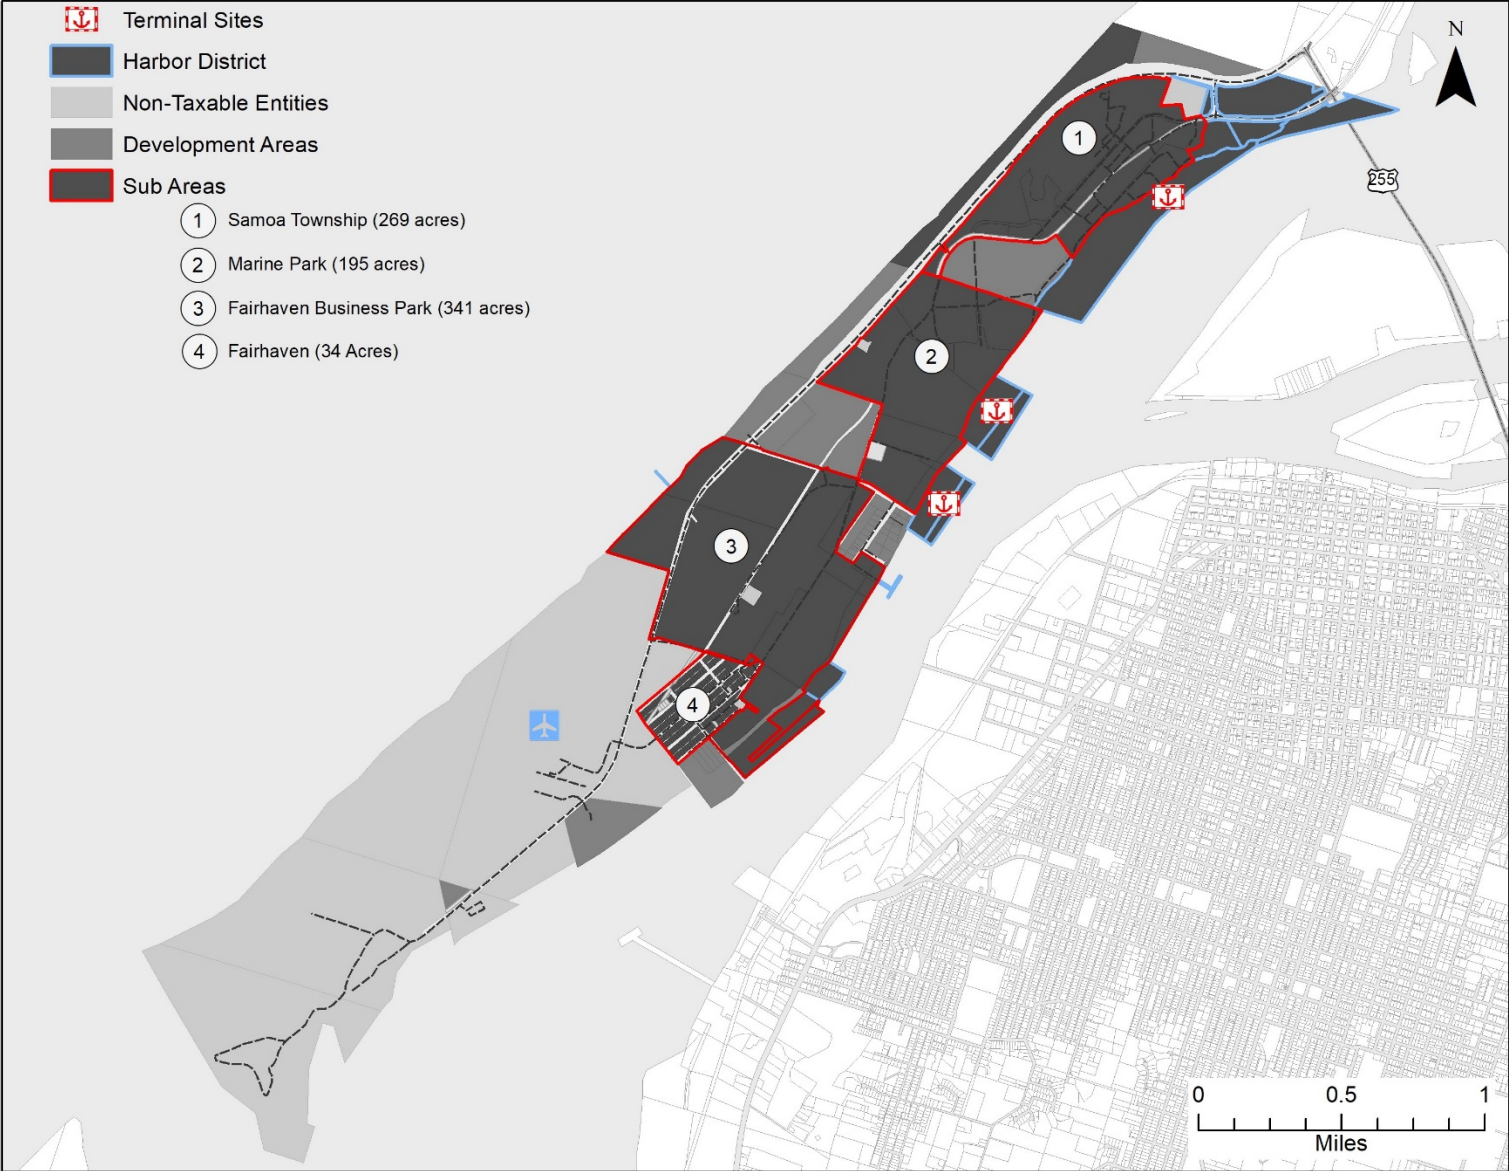 Terminal Sites
Harbor District
Non-Taxable Entities
Development Areas
Sub Areas
1 Samoa Township (269 acres)
2 Marine Park (195 acres)
3 Fairhaven Business Park (341 acres)
4 Fairhaven (34 Acres)
N
1
255
2
3
4
0 0.5 1
Miles